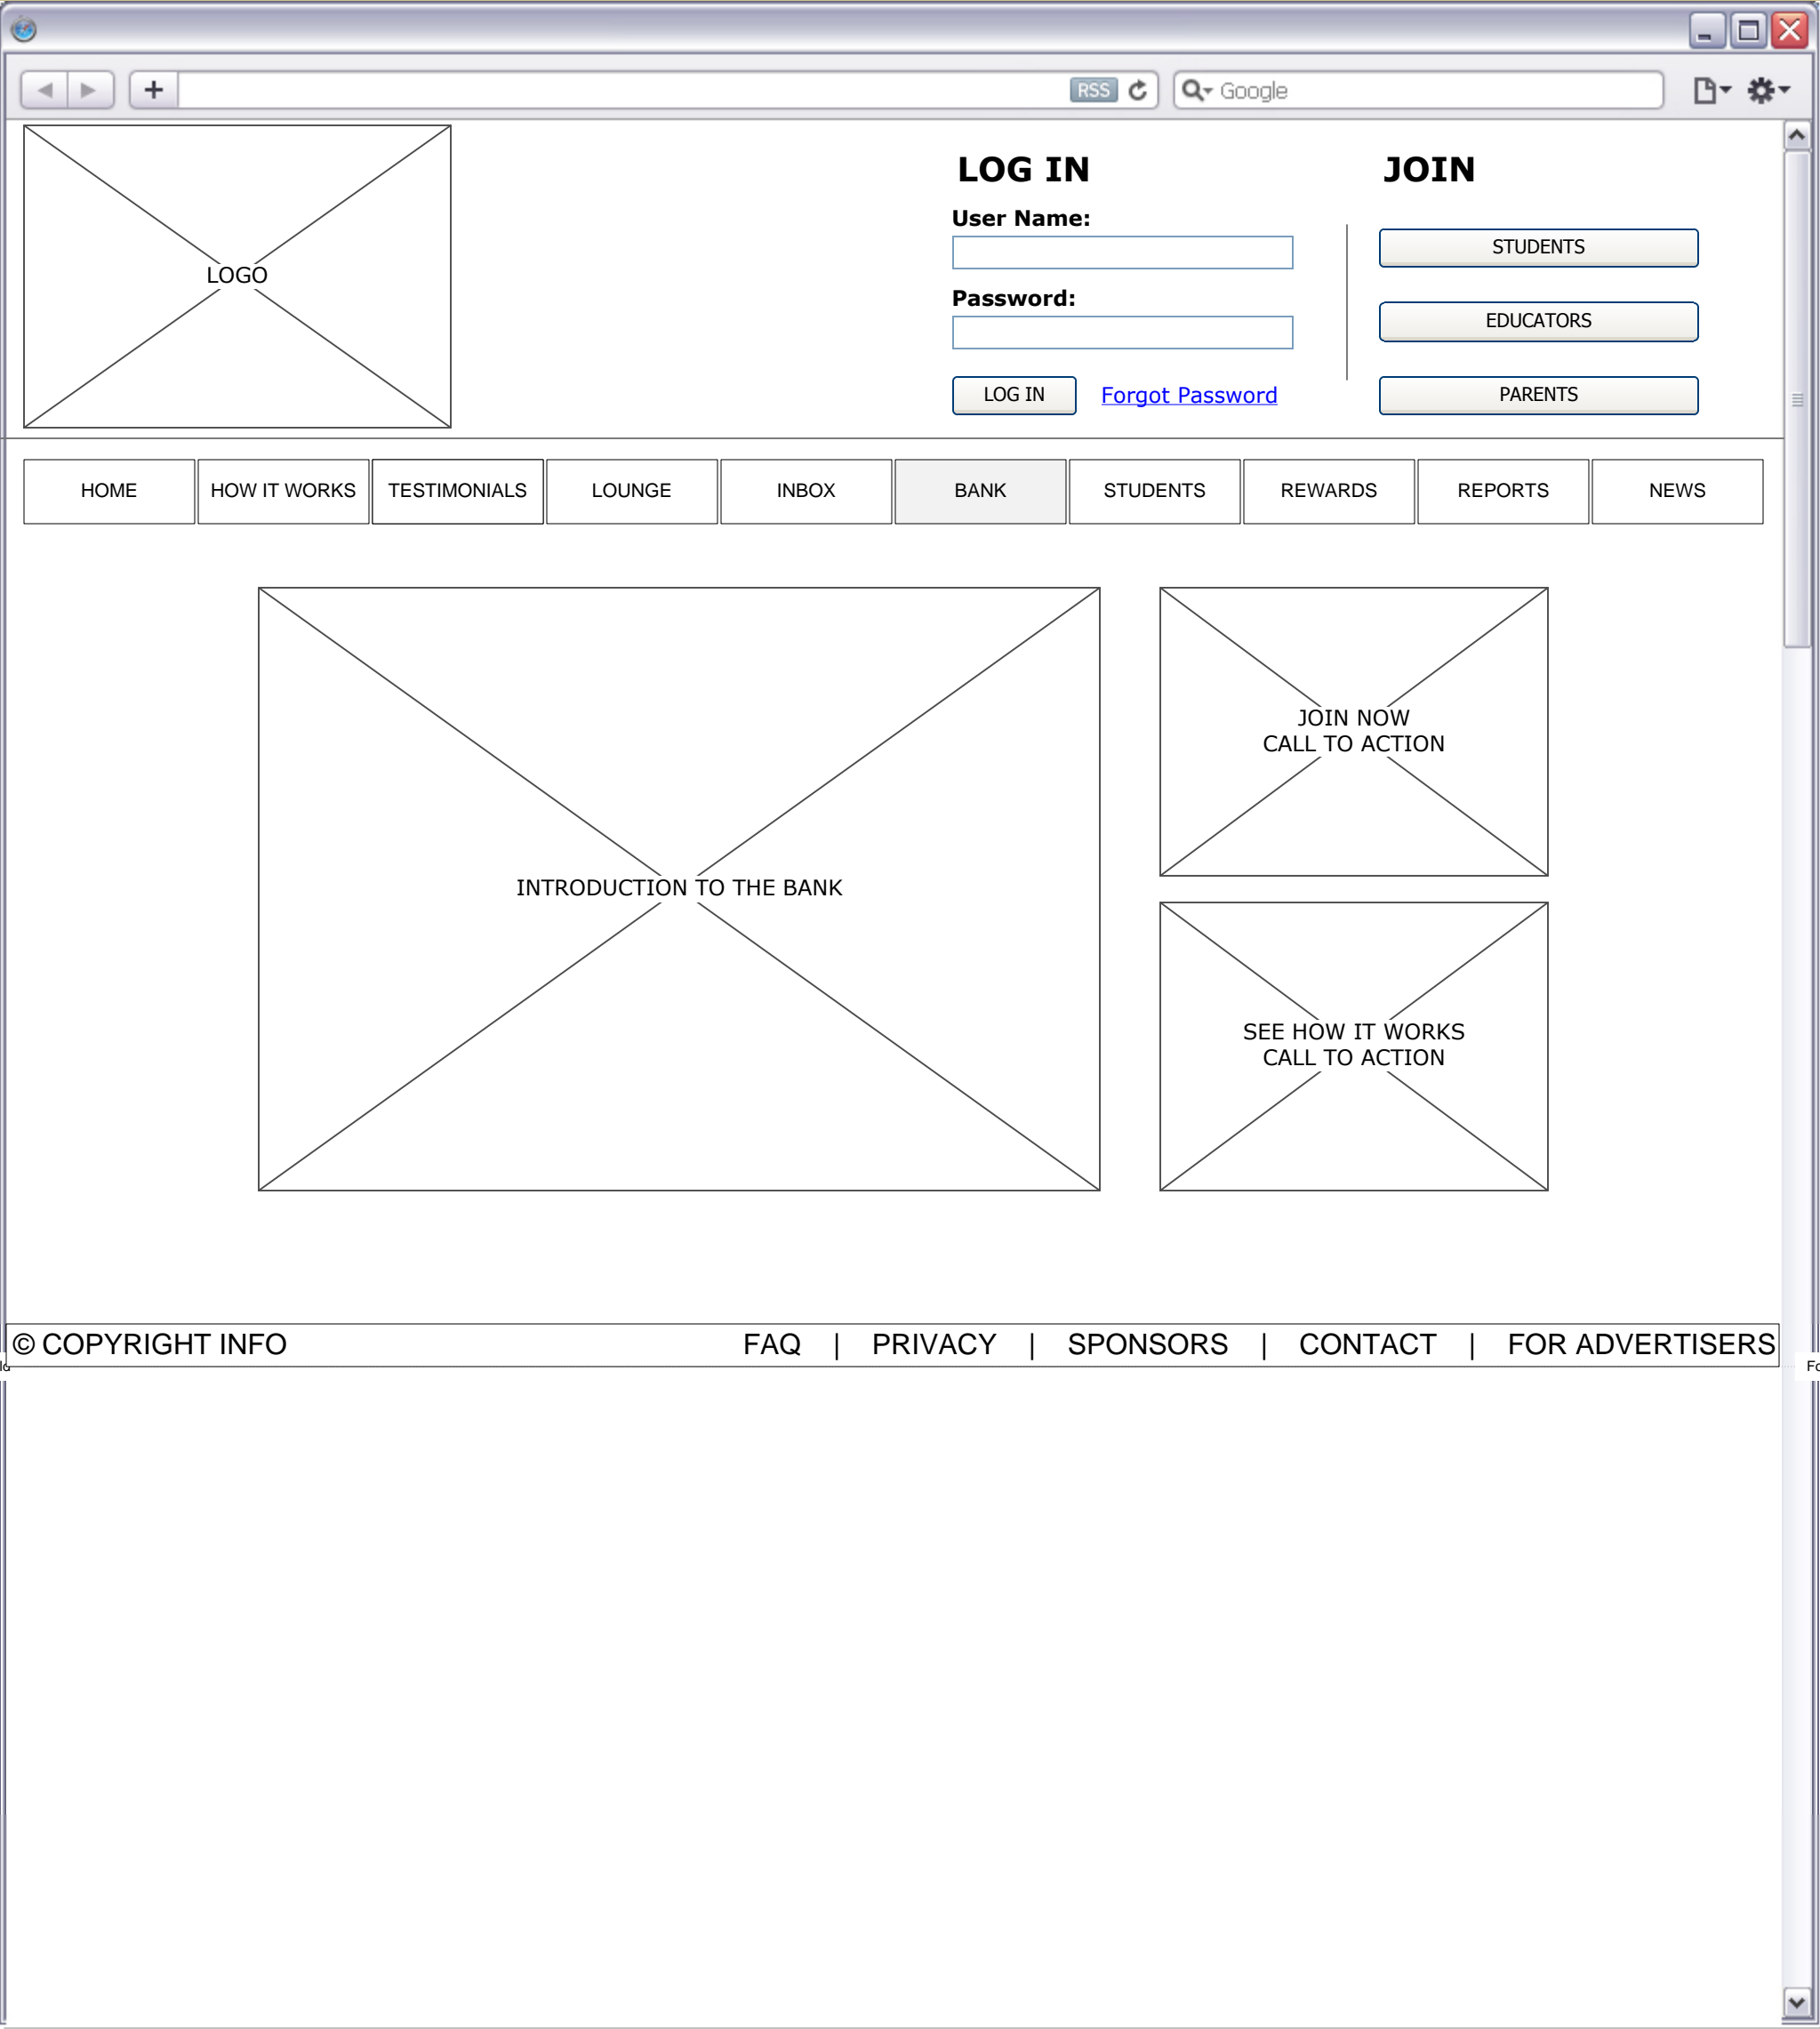 RSS
Google
LOGO
LOG IN
User Name:
Password:
LOG IN
Forgot Password
JOIN
STUDENTS
EDUCATORS
PARENTS
HOME
HOW IT WORKS
TESTIMONIALS
LOUNGE
INBOX
BANK
STUDENTS
REWARDS
REPORTS
NEWS
INTRODUCTION TO THE BANK
JOIN NOW
CALL TO ACTION
SEE HOW IT WORKS
CALL TO ACTION
© COPYRIGHT INFO
FAQ | PRIVACY | SPONSORS | CONTACT | FOR ADVERTISERS